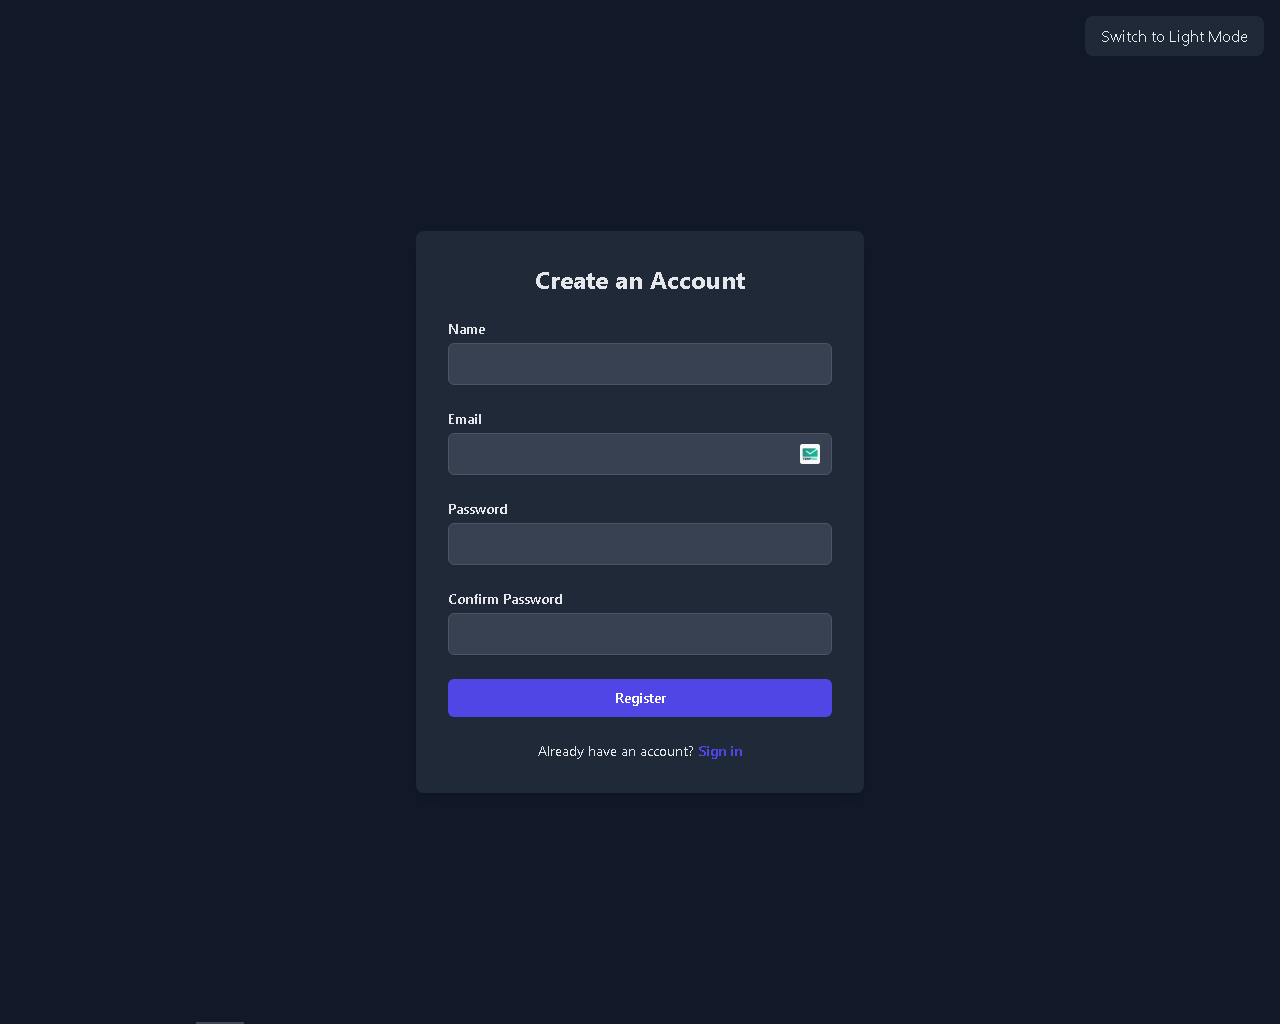 Switch to Light Mode
Create an Account
Name
Email
Password
Confirm Password
Register
Already have an account? Sign in